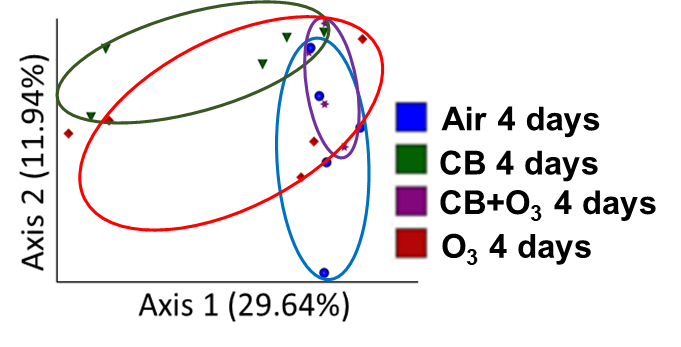 Axis 2 (11.94%)
Air 4 days
CB 4 days
CB+O₃ 4 days
O₃ 4 days
Axis 1 (29.64%)